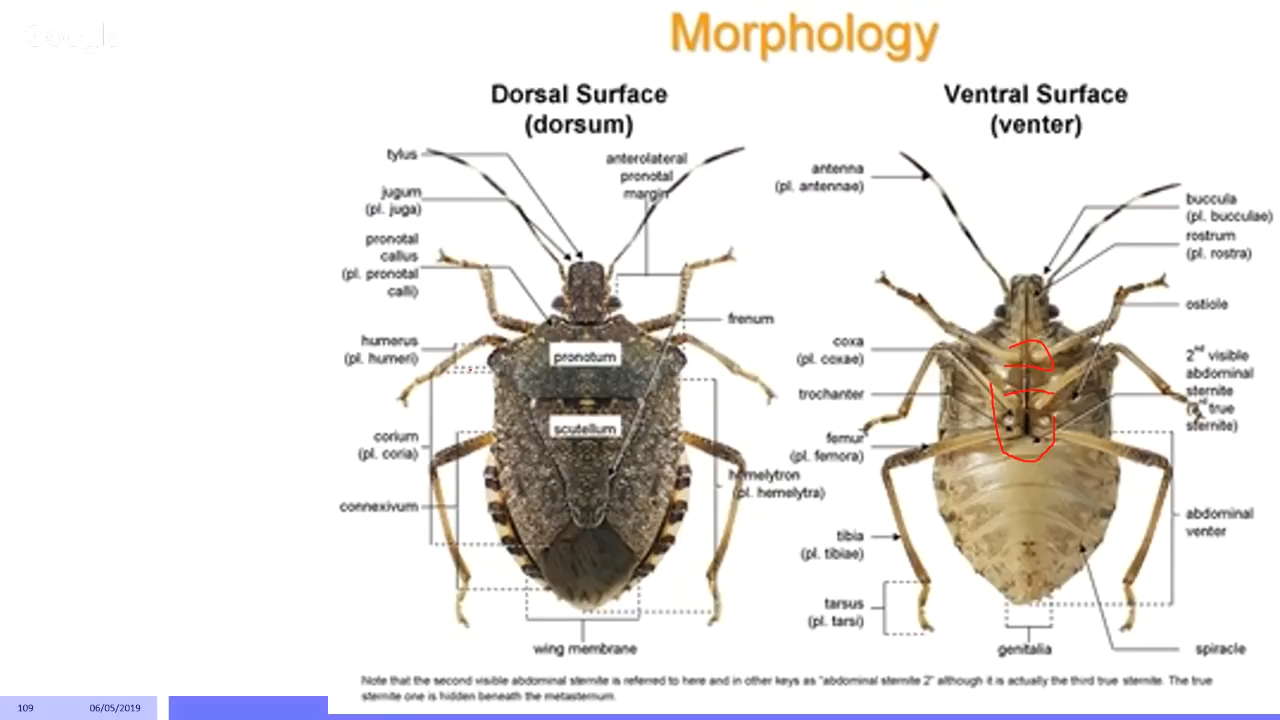 Morphology
Dorsal Surface
(dorsum)
tylus
jugum
(pl. juga)
pronotal
callus
(pl. pronotal
calli)
humerus
(pl. humeri)
corium
(pl. coria)
connexivum
anterolateral
pronotal
margin
frenum
pronotum
scutellum
hemelytron
(pl. hemelytra)
wing membrane
Ventral Surface
(venter)
antenna
(pl. antennae)
coxa
(pl. coxae)
trochanter
femur
(pl. femora)
tibia
(pl. tibiae)
tarsus
(pl. tarsi)
buccula
(pl. bucculae)
rostrum
(pl. rostra)
ostiole
2nd visible
abdominal
sternite
true
sternite)
abdominal
venter
genitalia
spiracle
Note that the second visible abdominal sternite is referred to here and in other keys as "abdominal sternite 2" although it is actually the third true sternite. The true
sternite one is hidden beneath the metasternum.
109
06/05/2019